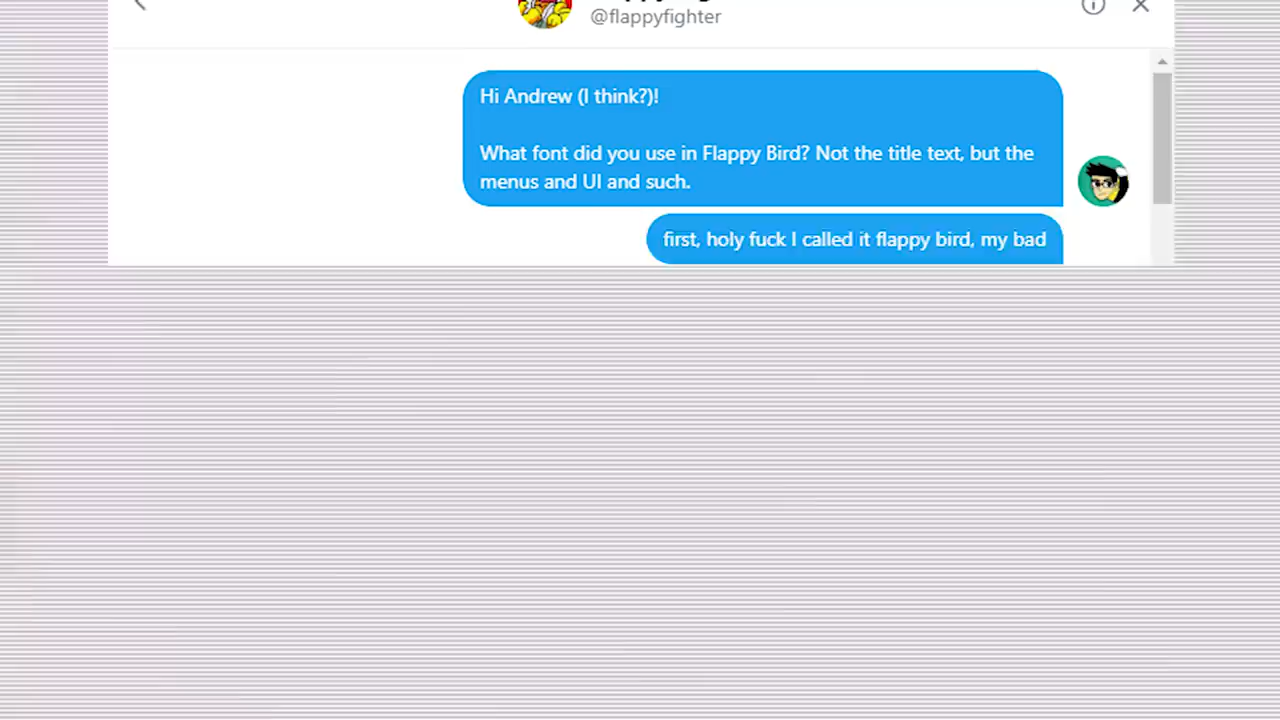 @flappyfighter
Hi Andrew (I think?)!
What font did you use in Flappy Bird? Not the title text, but the
menus and UI and such.
first, holy fuck I called it flappy bird, my bad